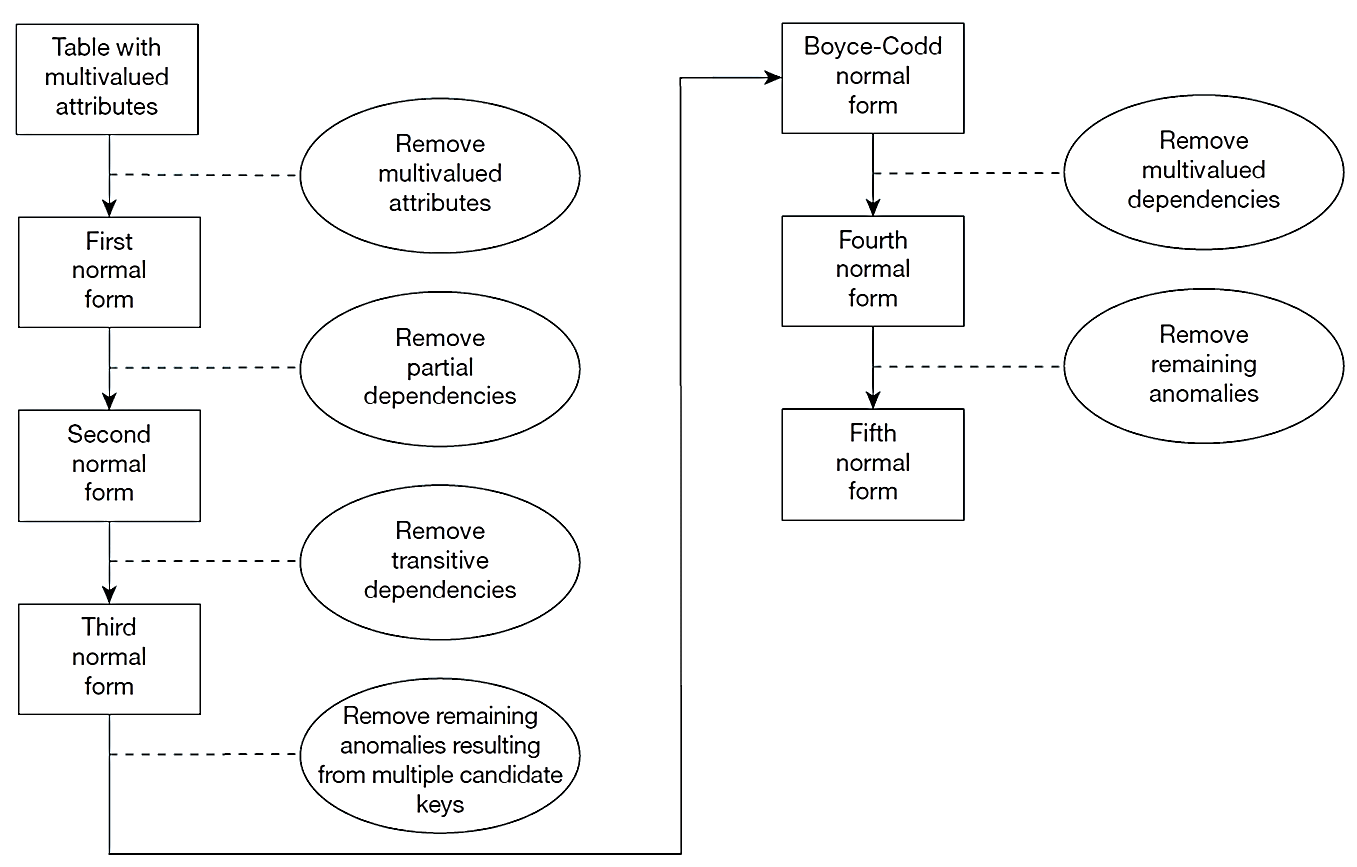 Table with
multivalued
attributes
Remove
multivalued
attributes
First
normal
form
Remove
partial
dependencies
Second
normal
form
Remove
transitive
dependencies
Third
normal
form
Remove remaining
anomalies resulting
from multiple candidate
keys
Boyce-Codd
normal
form
Remove
multivalued
dependencies
Fourth
normal
form
Remove
remaining
anomalies
Fifth
normal
form